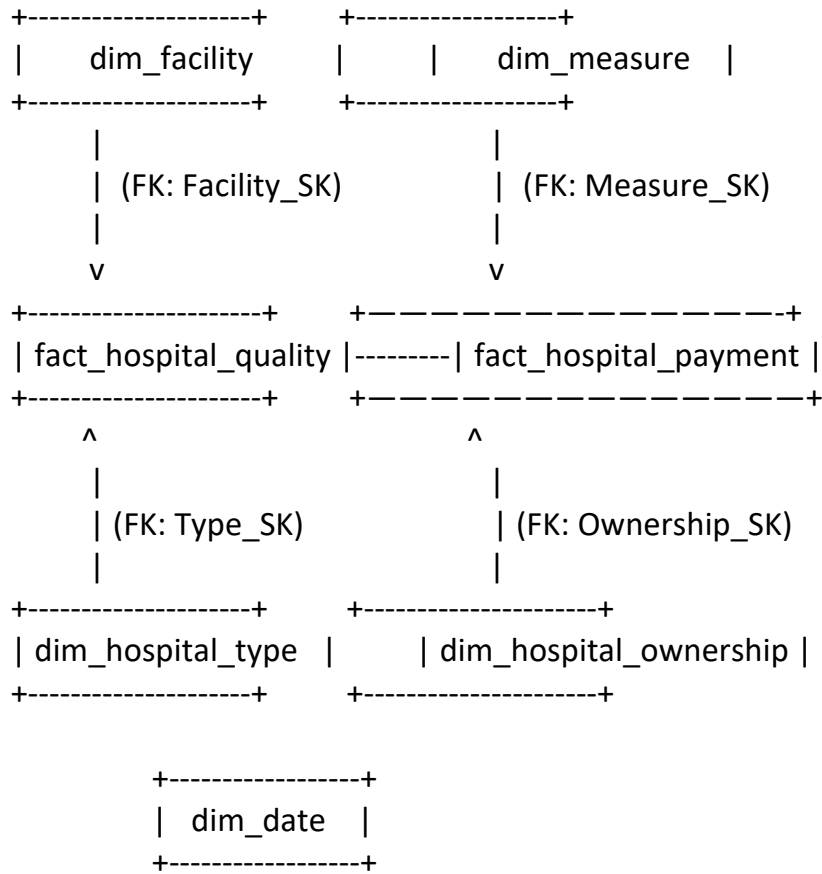 +---------------------+ +-------------------+
| dim_facility | | dim_measure |
+---------------------+ +-------------------+
| |
| (FK: Facility_SK) | (FK: Measure_SK)
| |
v v
+----------------------+ +——————————————-+
| fact_hospital_quality |---------| fact_hospital_payment |
+----------------------+ +——————————————+
^ ^
| |
| (FK: Type_SK) | (FK: Ownership_SK)
| |
+---------------------+ +----------------------+
| dim_hospital_type | | dim_hospital_ownership |
+---------------------+ +----------------------+
+------------------+
| dim_date |
+------------------+